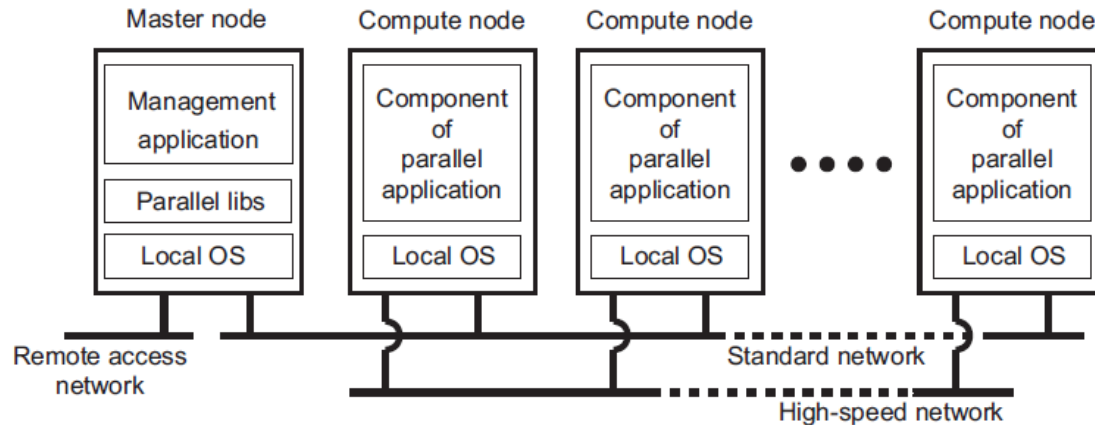 Master node
Compute node
Compute node
Compute node
Management
application
Parallel libs
Local OS
Component
of
parallel
application
Local OS
Component
of
parallel
application
Local OS
Component
of
parallel
application
Local OS
Remote access
network
Standard network
High-speed network